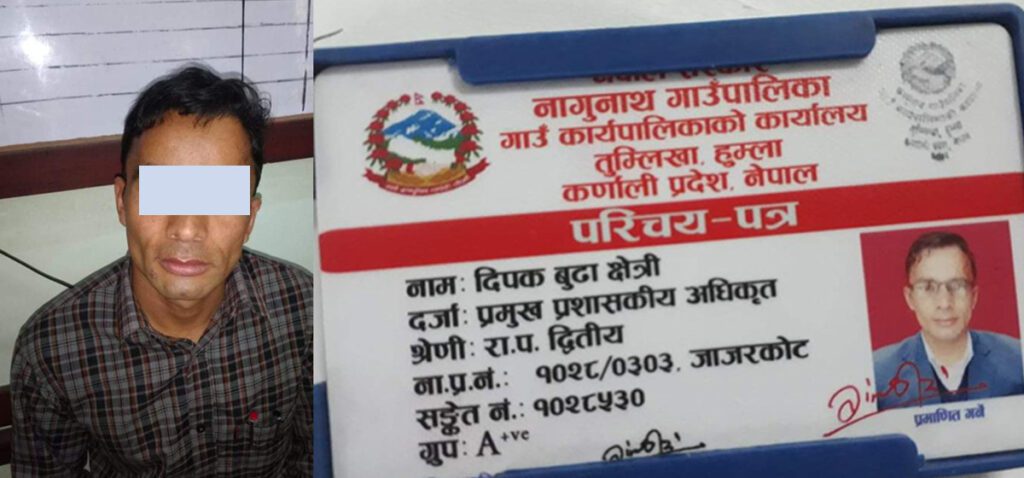 नेपाल सरकार
नागुनाथ गाउँपालिका
गाउँ कार्यपालिकाको कार्यालय
तुम्लिखा, हुम्ला
कर्णाली प्रदेश, नेपाल
परिचय-पत्र
नाम: दिपक बुढा क्षेत्री
दर्जा: प्रमुख प्रशासकीय अधिकृत
श्रेणी: रा.प. द्वितीय
ना.प्र.नं.: १०२८/०३०३, जाजरकोट
सङ्केत नं.: १०२८५३०
ग्रुप: A+ve
प्रमाणित गर्ने